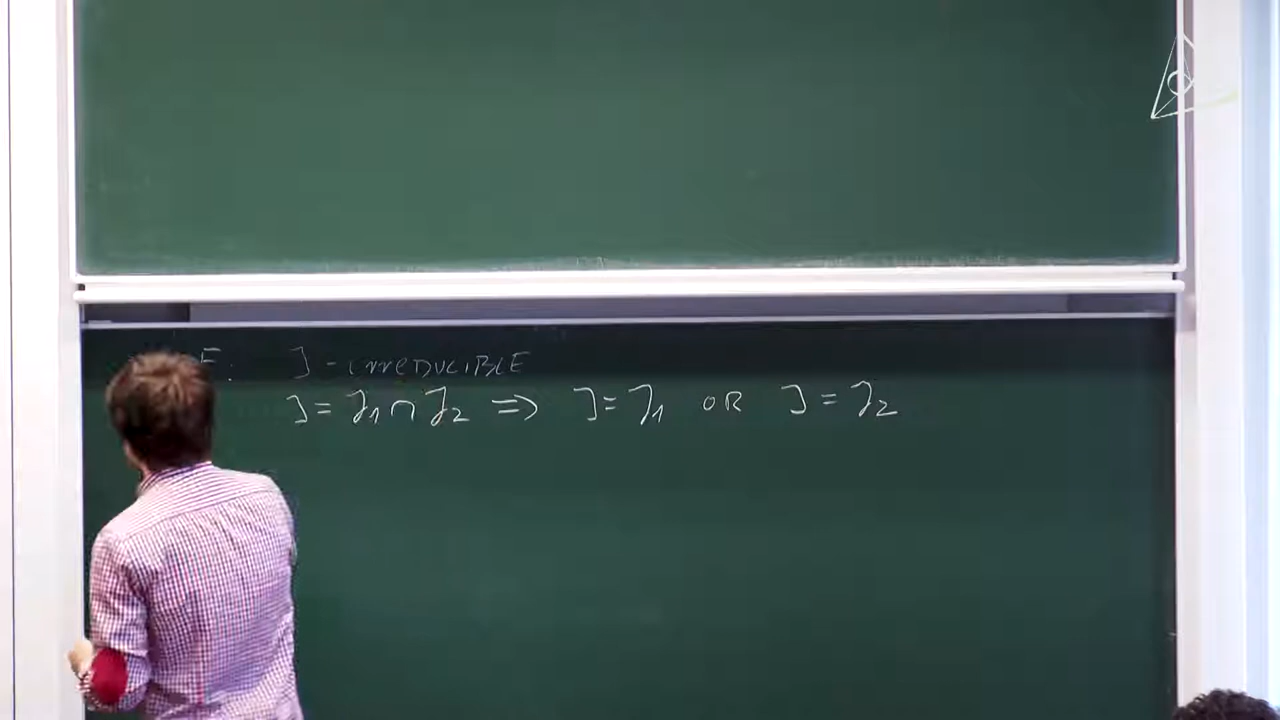 F. J - irreDUCIBLE
J = J₁ ∩ J₂ ⇒ J = J₁ OR J = J₂